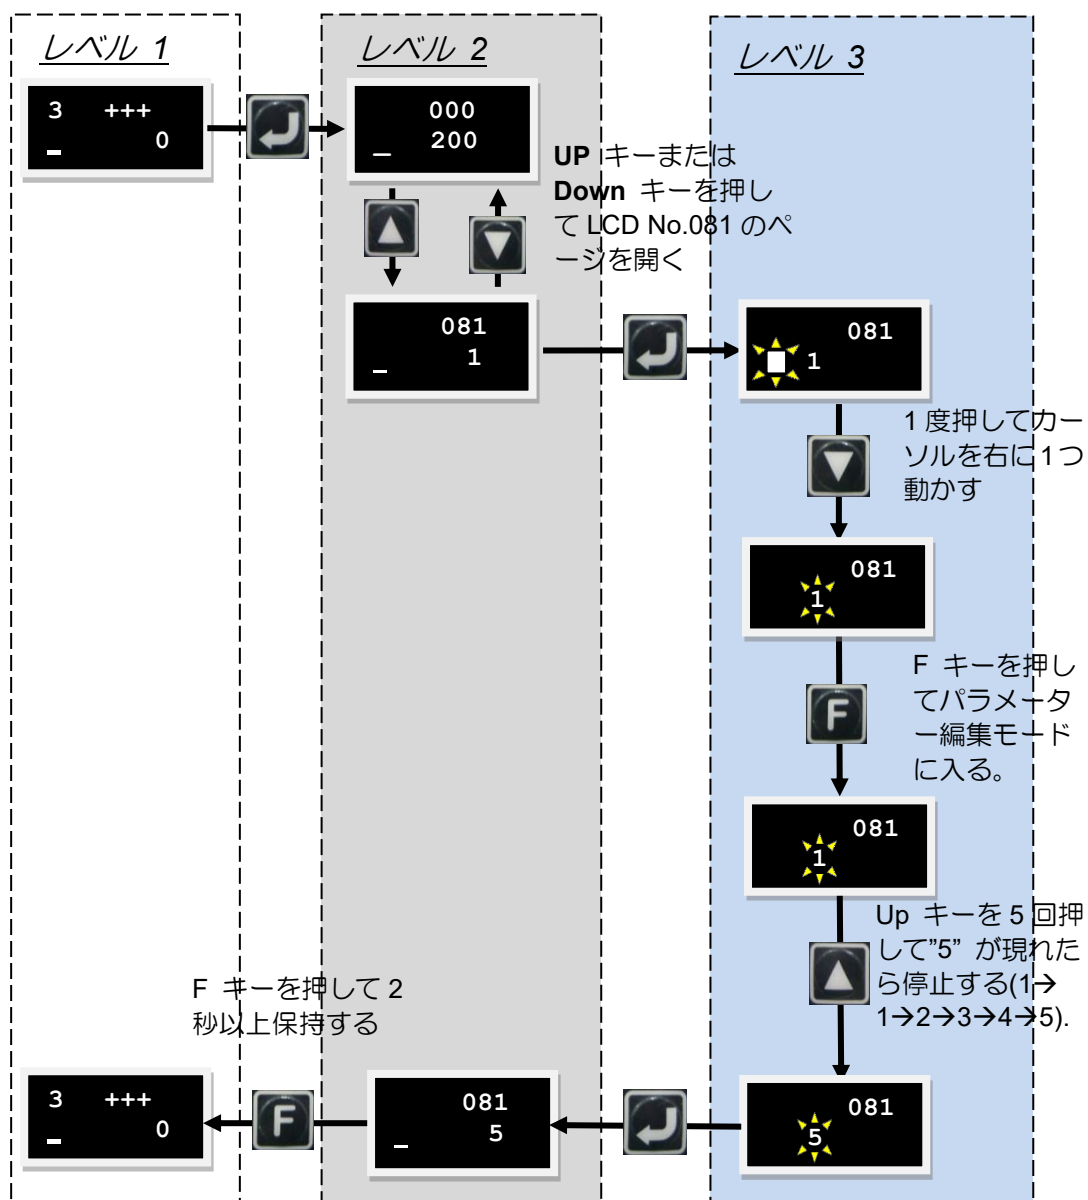 レベル 1
レベル 2
レベル 3
3 +++
_ 0
000
_ 200
UP キーまたは
Down キーを押し
て LCD No.081 のペ
ージを開く
081
_ 1
081
1
1 度押してカー
ソルを右に 1 つ
動かす
081
1
F キーを押し
てパラメータ
ー編集モード
に入る。
F
081
1
Up キーを 5 回押
して”5” が現れた
ら停止する(1→
1→2→3→4→5).
F キーを押して 2
秒以上保持する
3 +++
_ 0
F
081
_ 5
081
5